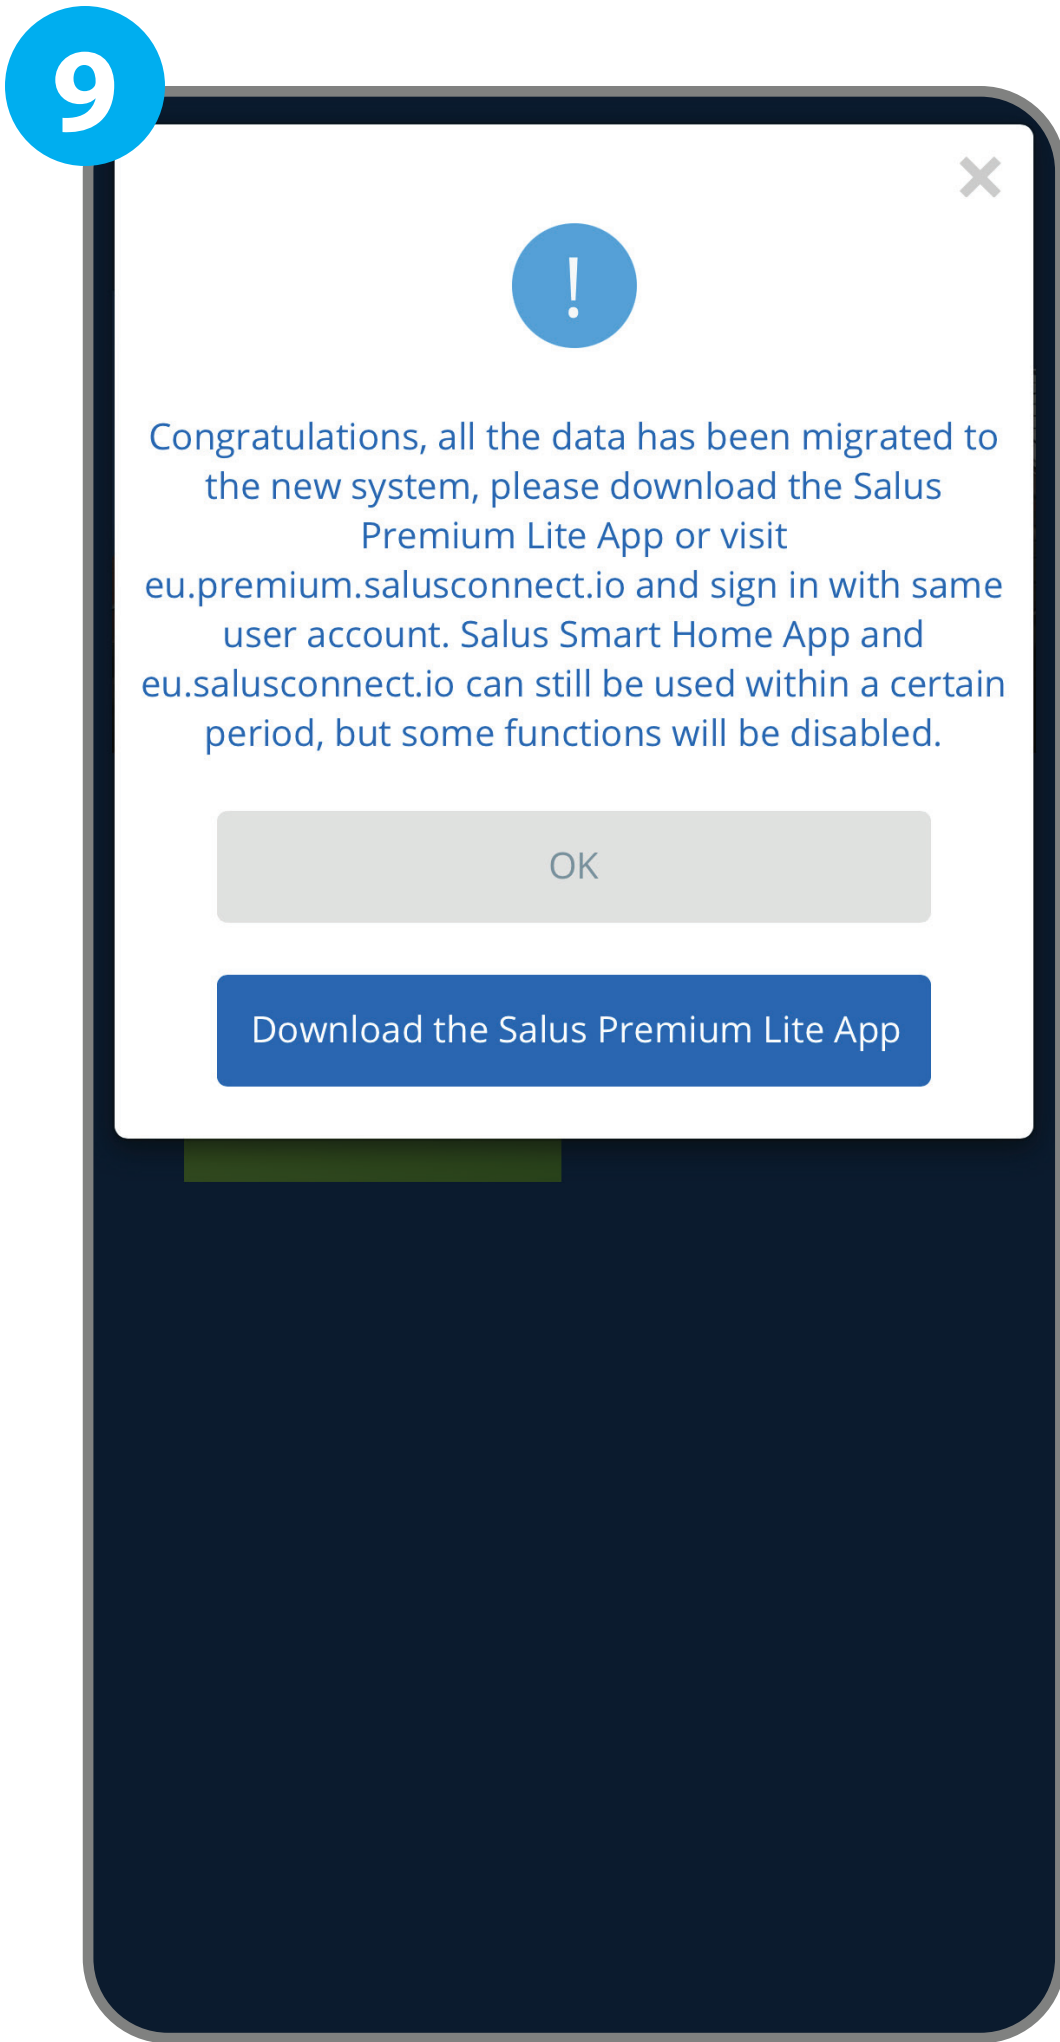 9
!
Congratulations, all the data has been migrated to
the new system, please download the Salus
Premium Lite App or visit
eu.premium.salusconnect.io and sign in with same
user account. Salus Smart Home App and
eu.salusconnect.io can still be used within a certain
period, but some functions will be disabled.
OK
Download the Salus Premium Lite App